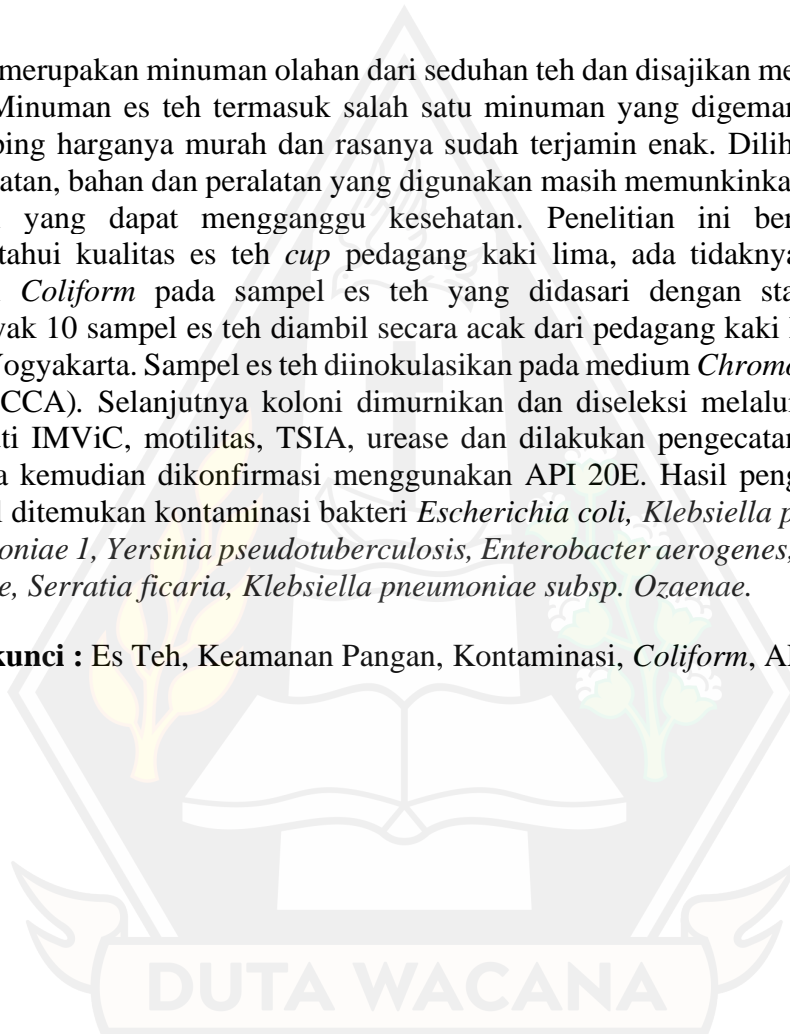 merupakan minuman olahan dari seduhan teh dan disajikan me
Minuman es teh termasuk salah satu minuman yang digemar
ping harganya murah dan rasanya sudah terjamin enak. Dilih
atan, bahan dan peralatan yang digunakan masih memunkinka
yang dapat mengganggu kesehatan. Penelitian ini ber
tahui kualitas es teh cup pedagang kaki lima, ada tidaknya
Coliform pada sampel es teh yang didasari dengan sta
yak 10 sampel es teh diambil secara acak dari pedagang kaki
Yogyakarta. Sampel es teh diinokulasikan pada medium Chromo
CCA). Selanjutnya koloni dimurnikan dan diseleksi melalu
uti IMViC, motilitas, TSIA, urease dan dilakukan pengecatan
a kemudian dikonfirmasi menggunakan API 20E. Hasil peng
l ditemukan kontaminasi bakteri Escherichia coli, Klebsiella p
oniae 1, Yersinia pseudotuberculosis, Enterobacter aerogenes,
e, Serratia ficaria, Klebsiella pneumoniae subsp. Ozaenae.
kunci : Es Teh, Keamanan Pangan, Kontaminasi, Coliform, A
DUTA WACANA